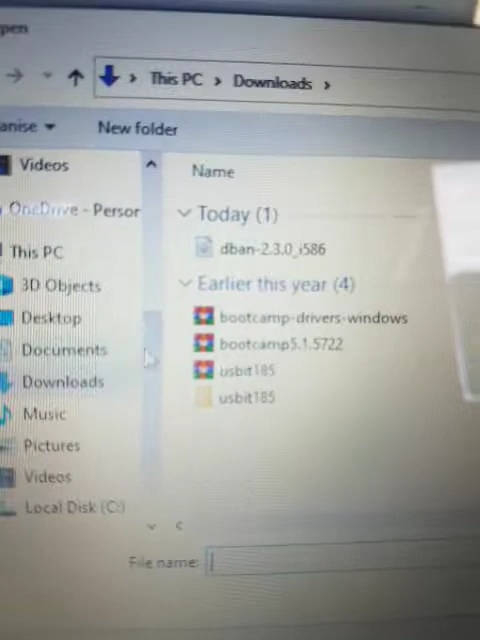 pen
This PC > Downloads >
anise New folder
Name
Videos
Today (1)
OneDrive - Person
dban-2.3.0_i586
This PC
3D Objects
Earlier this year (4)
Desktop
bootcamp-drivers-windows
Documents
bootcamp5.1.5722
Downloads
usbit185
Music
usbit185
Pictures
Videos
Local Disk (C:)
File name: